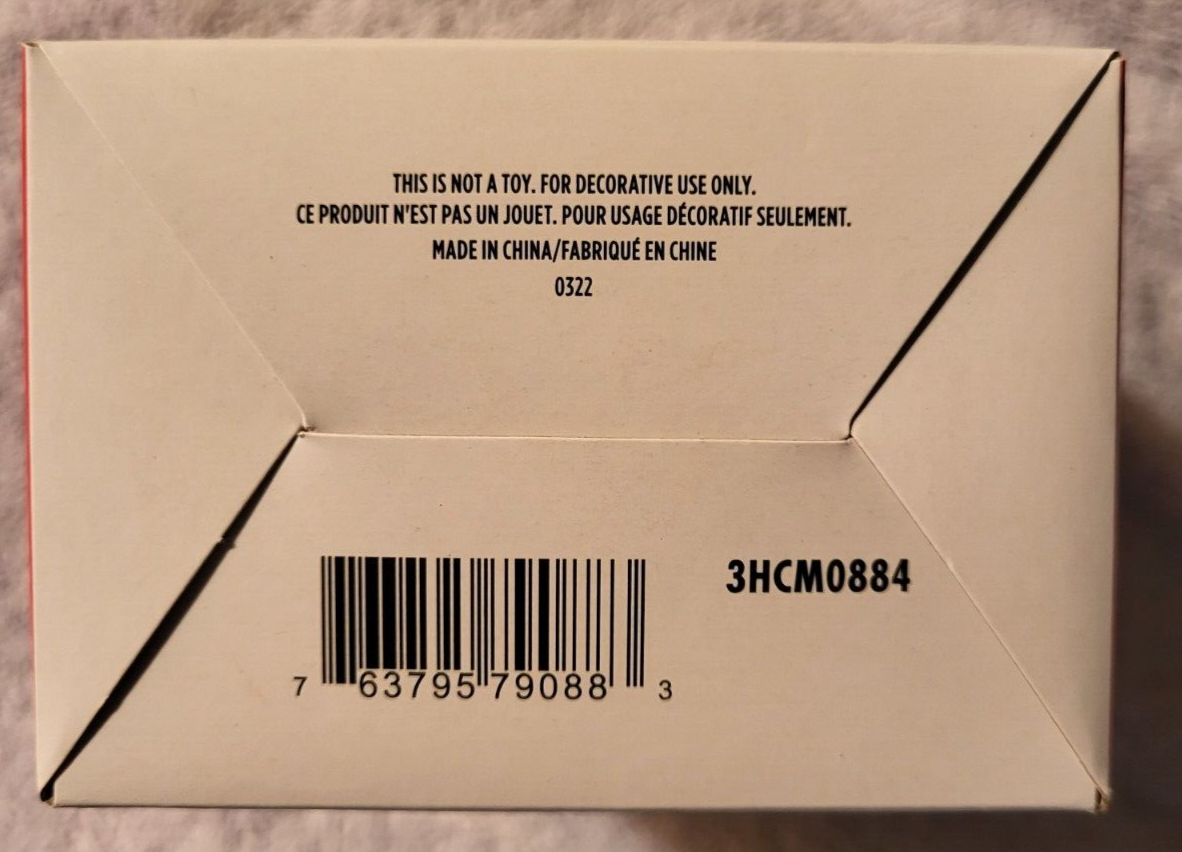 THIS IS NOT A TOY. FOR DECORATIVE USE ONLY.
CE PRODUIT N'EST PAS UN JOUET. POUR USAGE DÉCORATIF SEULEMENT.
MADE IN CHINA/FABRIQUÉ EN CHINE
0322
3HCM0884
7 63795 79088 3